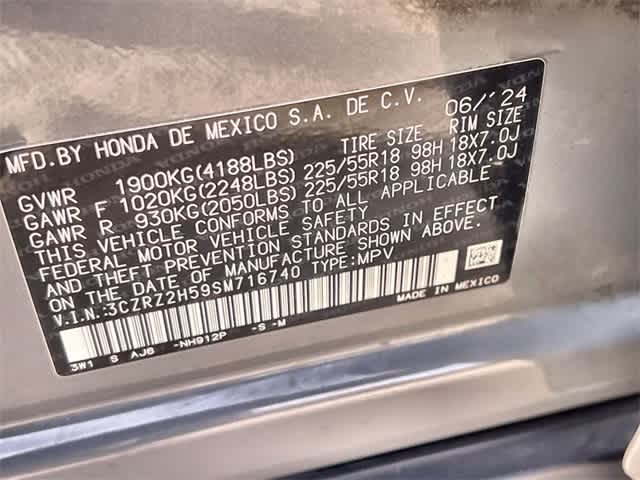 MFD.BY HONDA DE MEXICO S.A. DE C.V. 06/'24
TIRE SIZE RIM SIZE
GVWR 1900KG(4188LBS)
GAWR F 1020KG(2248LBS) 225/55R18 98H 18X7.0J
GAWR R 930KG(2050LBS) 225/55R18 98H 18X7.0J
THIS VEHICLE CONFORMS TO ALL APPLICABLE
FEDERAL MOTOR VEHICLE SAFETY
AND THEFT PREVENTION STANDARDS IN EFFECT
ON THE DATE OF MANUFACTURE SHOWN ABOVE.
V.I.N.:3CZRZ2H59SM716740 TYPE:MPV
MADE IN MEXICO
3W1 S AJ6 -NH912P -S -M